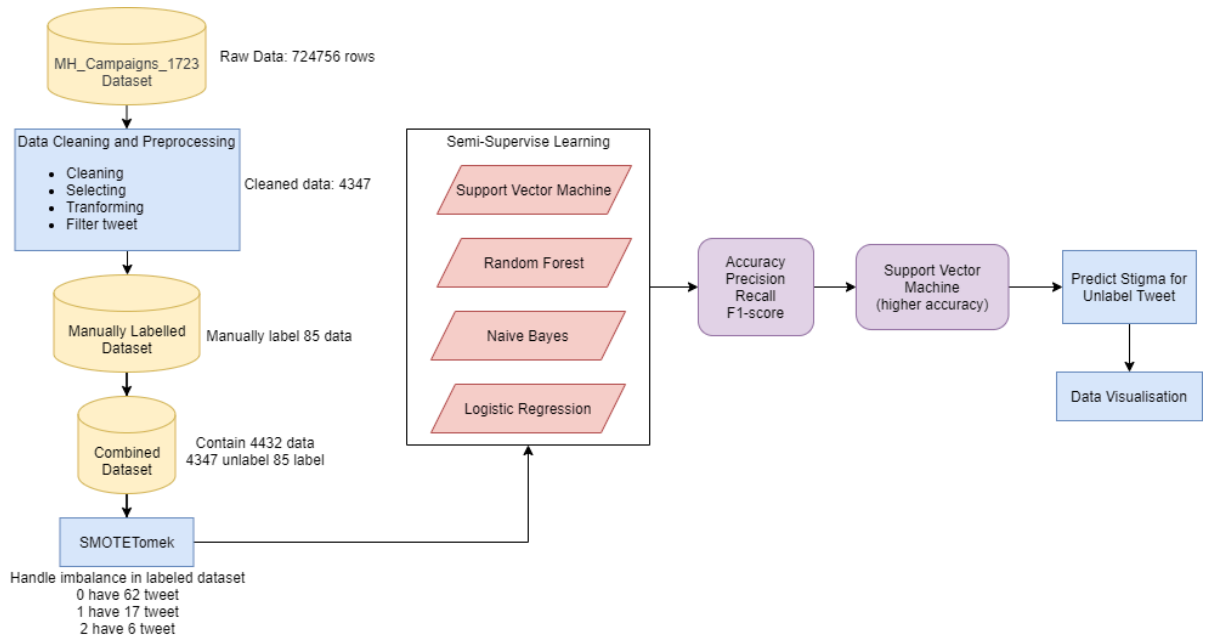 MH_Campaigns_1723
Dataset
Raw Data: 724756 rows
Data Cleaning and Preprocessing
• Cleaning
• Selecting
• Tranforming
• Filter tweet
Cleaned data: 4347
Manually Labelled
Dataset
Manually label 85 data
Combined
Dataset
Contain 4432 data
4347 unlabel 85 label
SMOTETomek
Handle imbalance in labeled dataset
0 have 62 tweet
1 have 17 tweet
2 have 6 tweet
Semi-Supervise Learning
Support Vector Machine
Random Forest
Naive Bayes
Logistic Regression
Accuracy
Precision
Recall
F1-score
Support Vector
Machine
(higher accuracy)
Predict Stigma for
Unlabel Tweet
Data Visualisation